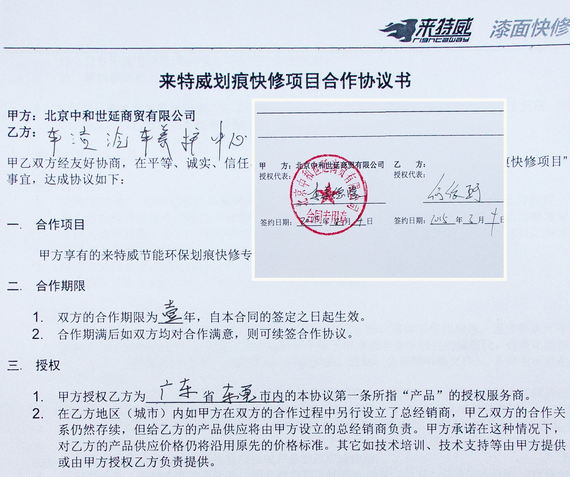 来特威
RIGHTAWAY
漆面快修
来特威划痕快修项目合作协议书
甲方：北京中和世延商贸有限公司
乙方：
甲乙双方经友好协商，在平等、诚实、信任
痕快修项目”
事宜，达成协议如下：
甲 方：北京中和世延商贸有限公司
乙 方：
授权代表：
授权代表：
合同专用章
签约日期：
年 月 日
签约日期：2015 年 3 月 4 日
一． 合作项目
甲方享有的来特威节能环保划痕快修专
二． 合作期限
1. 双方的合作期限为壹年，自本合同的签定之日起生效。
2. 合作期满后如双方均对合作满意，则可续签合作协议。
三． 授权
1. 甲方授权乙方为 广东 省 东莞 市内的本协议第一条所指“产品”的授权服务商。
2. 在乙方地区（城市）内如甲方在双方的合作过程中另行设立了总经销商，甲乙双方的合作关
系仍然存续，但给乙方的产品供应将由甲方设立的总经销商负责。甲方承诺在这种情况下，
对乙方的产品供应价格仍将沿用原先的价格标准。其它如技术培训、技术支持等由甲方提供
或由甲方授权乙方负责提供。